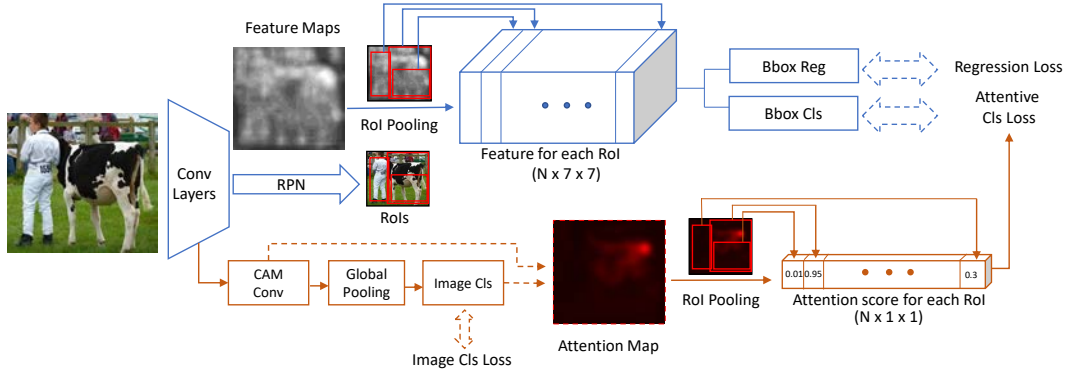 Feature Maps
RoI Pooling
Feature for each RoI
(N x 7 x 7)
Bbox Reg
Bbox Cls
Regression Loss
Attentive
Cls Loss
Conv
Layers
RPN
RoIs
CAM
Conv
Global
Pooling
Image Cls
Image Cls Loss
Attention Map
RoI Pooling
0.01
0.95
0.3
Attention score for each RoI
(N x 1 x 1)